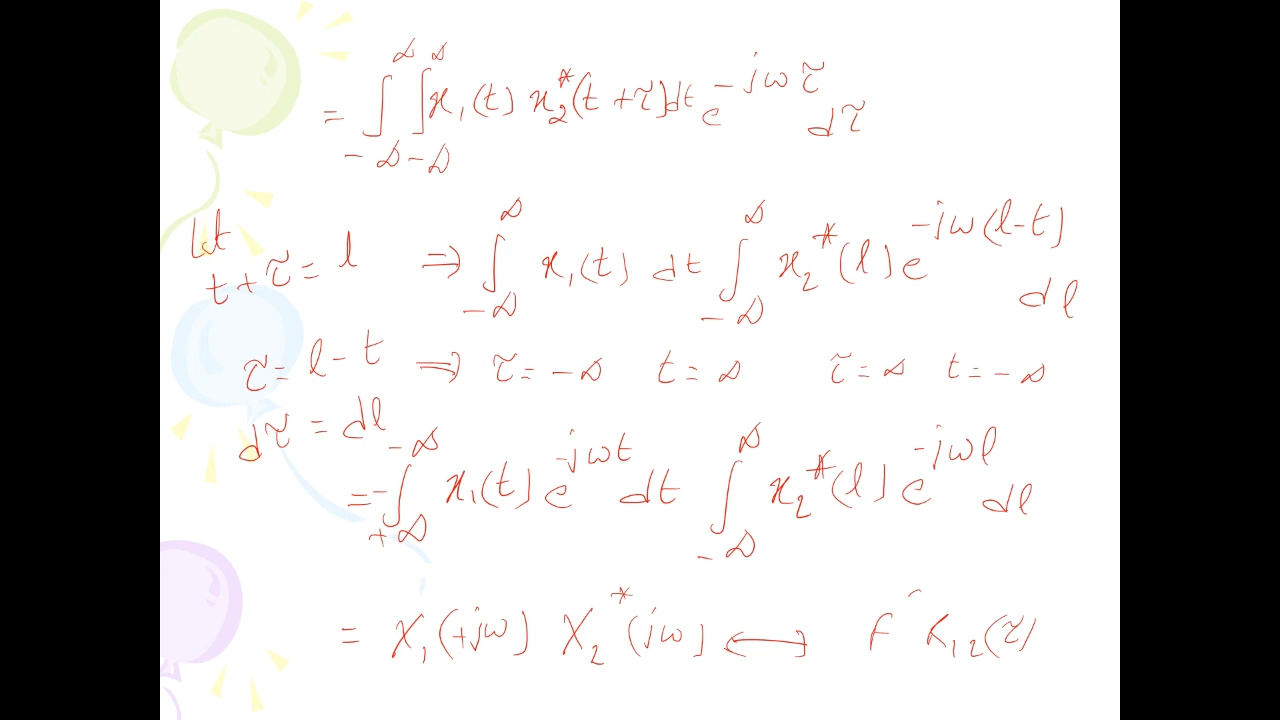 = ∫_{-∞}^{∞} ∫_{-∞}^{∞} x₁(t) x₂*(t+τ) dt e^{-jωτ} dτ
Let
t+τ = l ⇒ ∫_{-∞}^{∞} x₁(t) dt ∫_{-∞}^{∞} x₂*(l) e^{-jω(l-t)} dl
τ = l-t ⇒ τ = -∞ t = ∞ τ = ∞ t = -∞
dτ = dl
= -∫_{+∞}^{-∞} x₁(t) e^{-jωt} dt ∫_{-∞}^{∞} x₂*(l) e^{-jωl} dl
= X₁(+jω) X₂*(jω) ⟷ F R₁₂(τ)